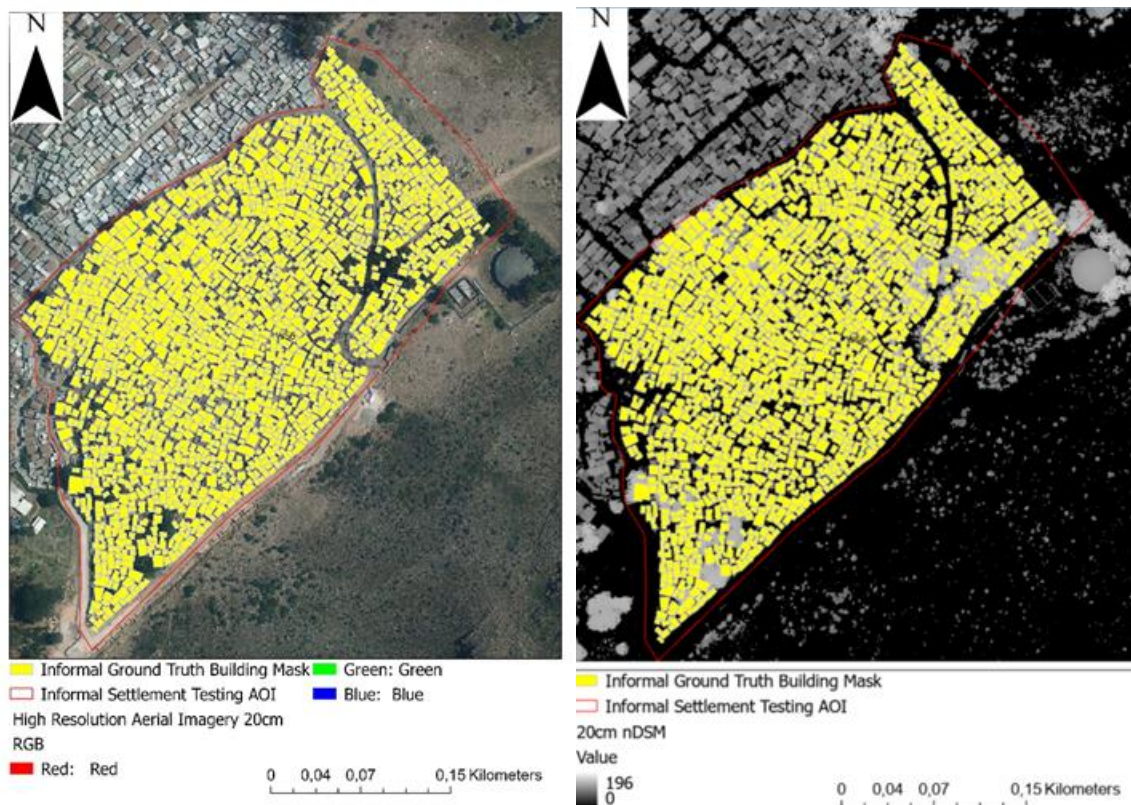 N
Informal Ground Truth Building Mask
Green: Green
Informal Settlement Testing AOI
Blue: Blue
High Resolution Aerial Imagery 20cm
RGB
Red: Red
0 0,04 0,07 0,15 Kilometers
N
Informal Ground Truth Building Mask
Informal Settlement Testing AOI
20cm nDSM
Value
196
0
0 0,04 0,07 0,15 Kilometers